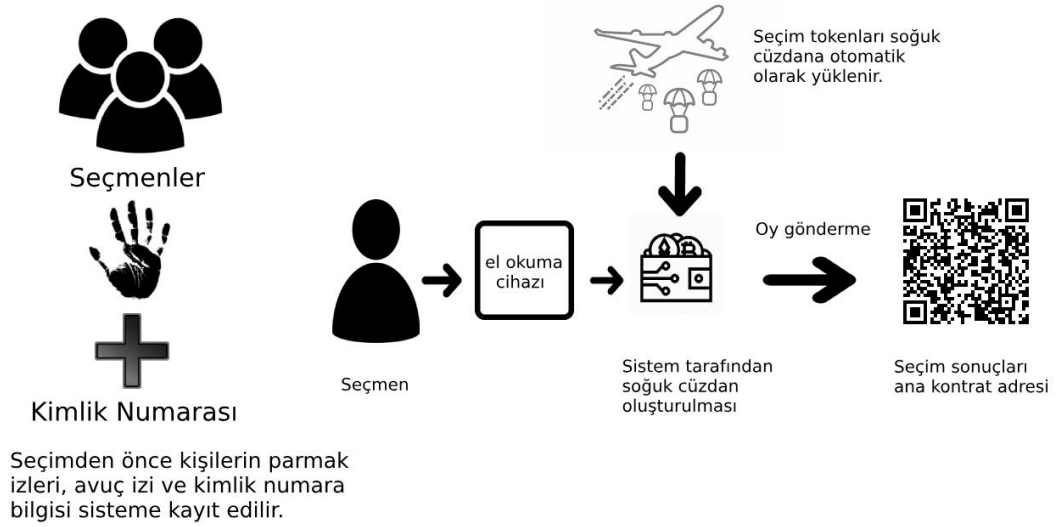 Seçmenler
Kimlik Numarası
Seçimden önce kişilerin parmak
izleri, avuç izi ve kimlik numara
bilgisi sisteme kayıt edilir.
Seçmen
el okuma
cihazı
Seçim tokenları soğuk
cüzdana otomatik
olarak yüklenir.
Sistem tarafından
soğuk cüzdan
oluşturulması
Oy gönderme
Seçim sonuçları
ana kontrat adresi